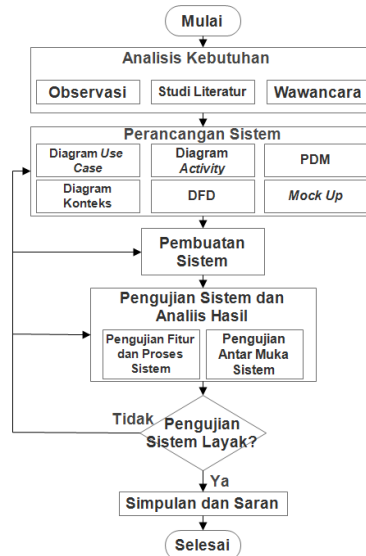 Mulai
Analisis Kebutuhan
Observasi
Studi Literatur
Wawancara
Perancangan Sistem
Diagram Use
Case
Diagram
Activity
PDM
Diagram
Konteks
DFD
Mock Up
Pembuatan
Sistem
Pengujian Sistem dan
Analiis Hasil
Pengujian Fitur
dan Proses
Sistem
Pengujian
Antar Muka
Sistem
Tidak
Pengujian
Sistem Layak?
Ya
Simpulan dan Saran
Selesai